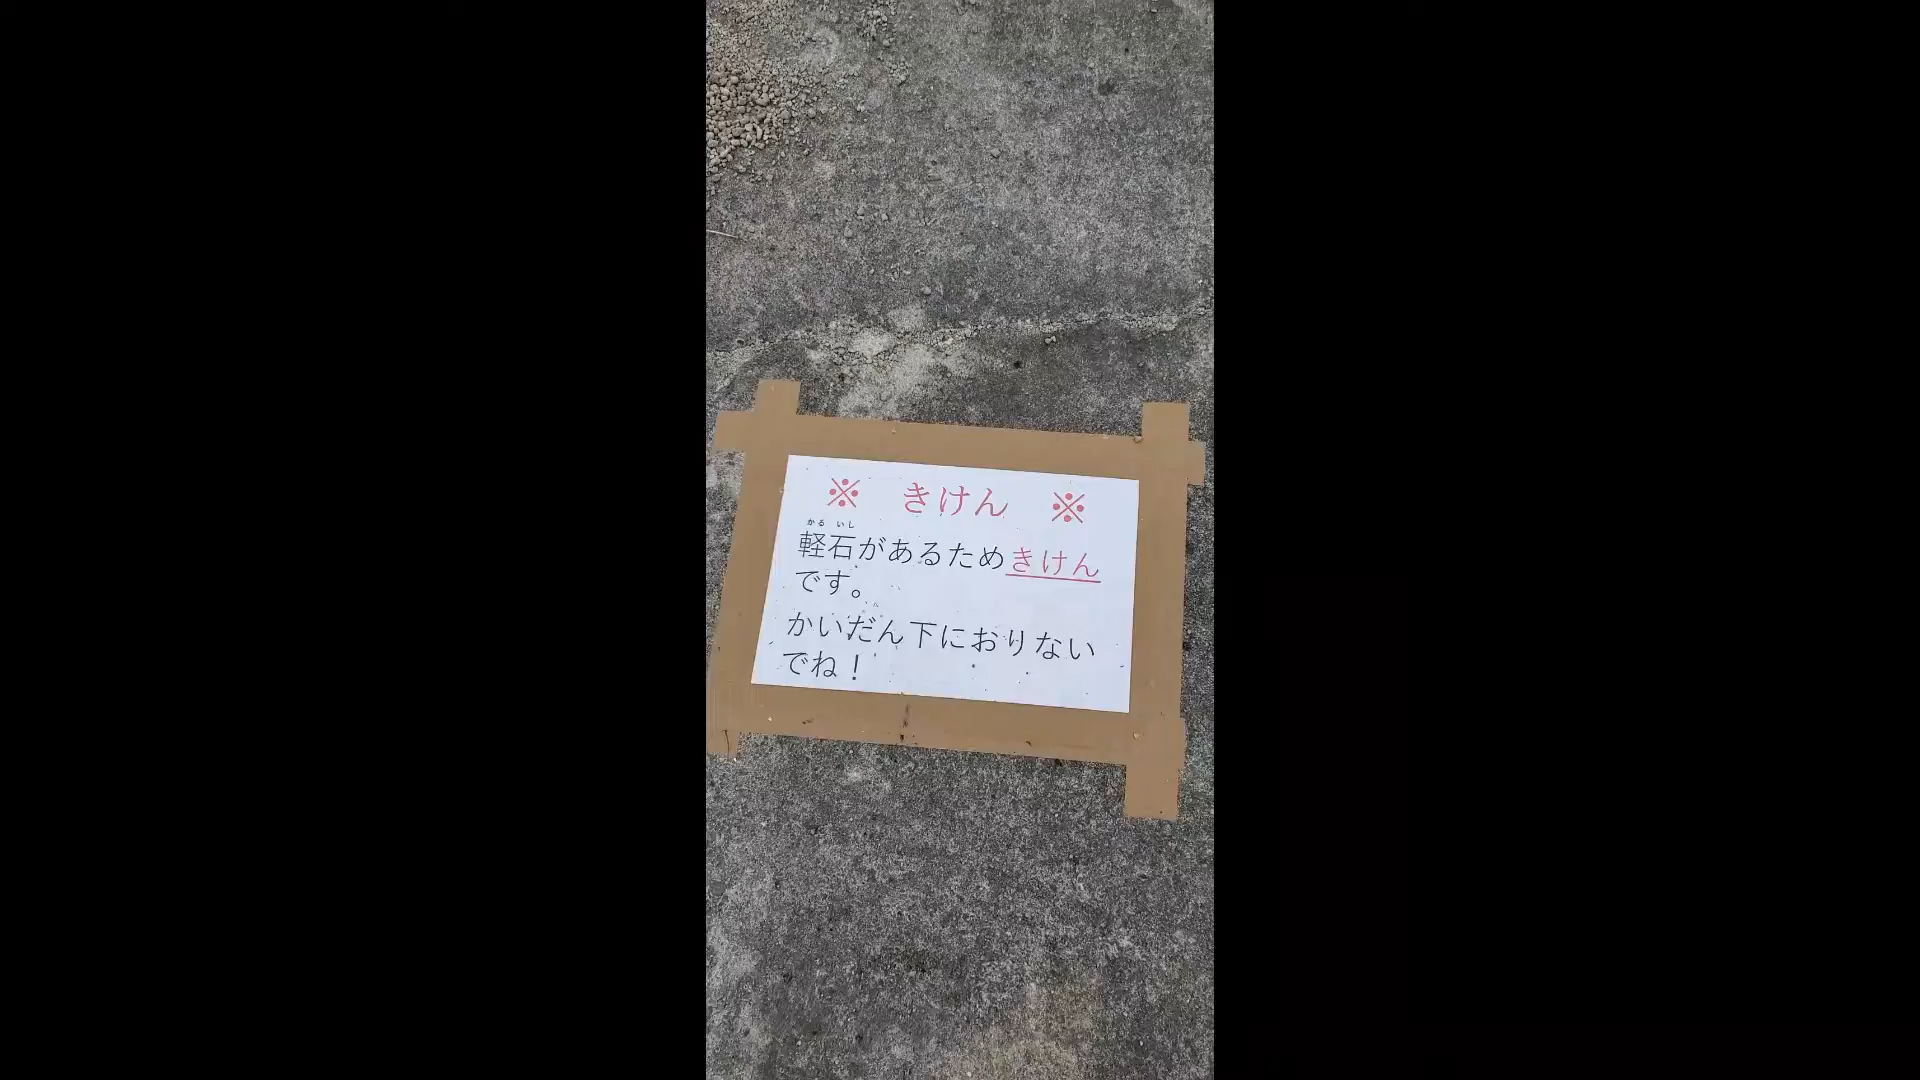 ※ きけん ※
かる いし
軽石があるためきけん
です。
かいだん下におりない
でね！